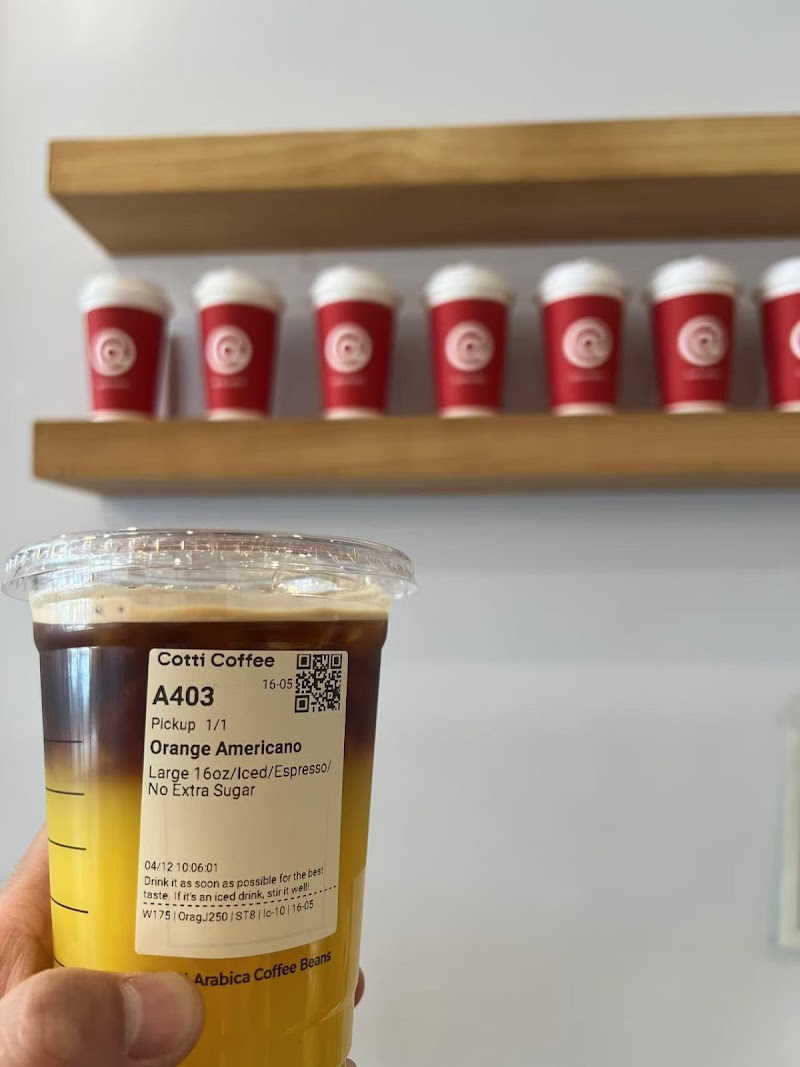 Cotti Coffee
16-05
A403
Pickup 1/1
Orange Americano
Large 16oz/Iced/Espresso/
No Extra Sugar
04/12 10:06:01
Drink it as soon as possible for the best
taste. If it's an iced drink, stir it well!
W175 | OragJ250 | ST8 | Ic-10 | 16-05
Arabica Coffee Beans